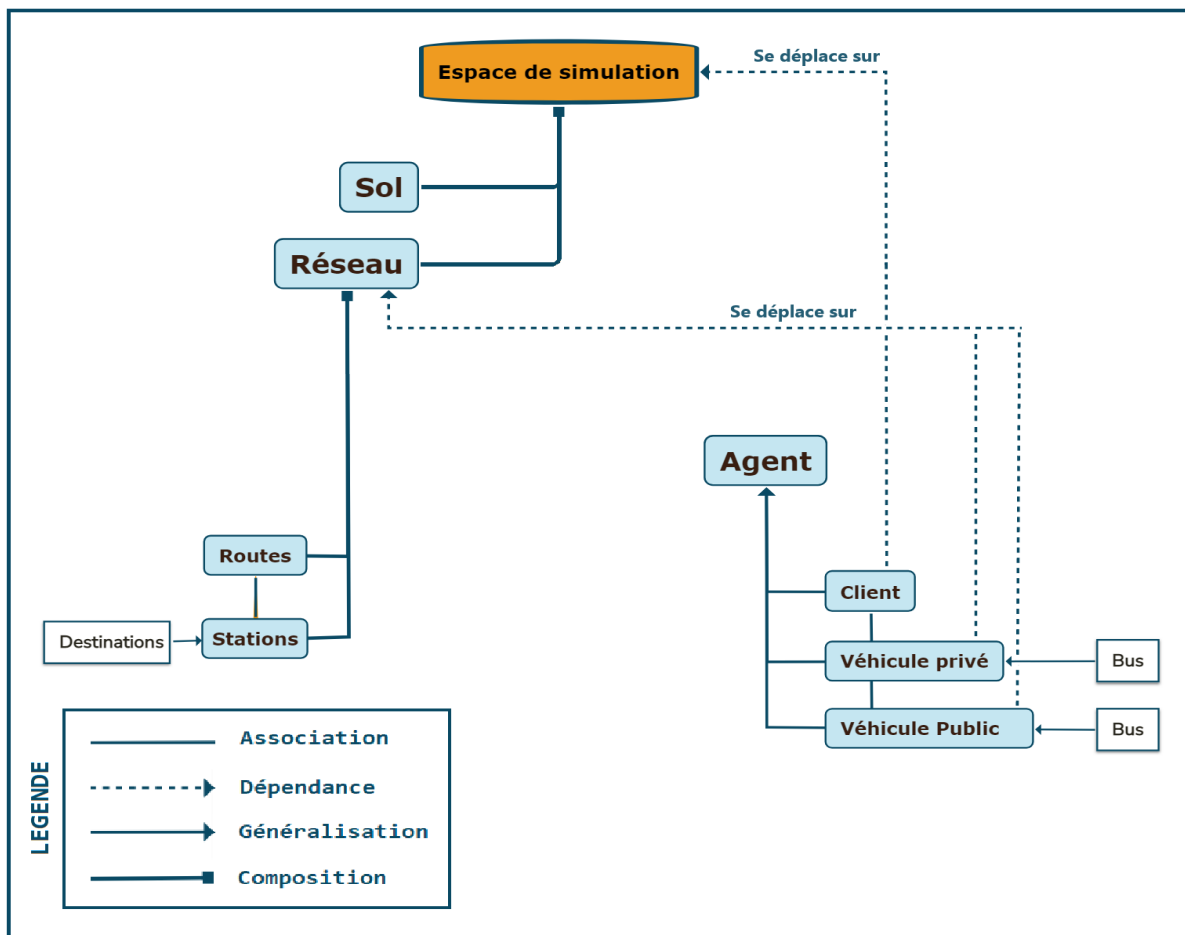 Se déplace sur
Espace de simulation
Sol
Réseau
Se déplace sur
Agent
Routes
Client
Destinations
Stations
Véhicule privé
Bus
Véhicule Public
Bus
LEGENDE
Association
Dépendance
Généralisation
Composition